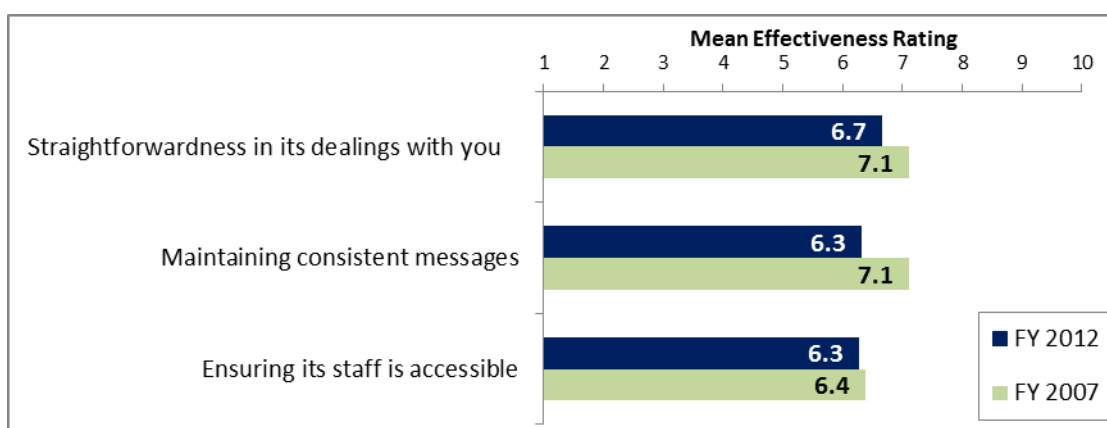 Mean Effectiveness Rating
1 2 3 4 5 6 7 8 9 10
Straightforwardness in its dealings with you
6.7
7.1
Maintaining consistent messages
6.3
7.1
Ensuring its staff is accessible
6.3
6.4
FY 2012
FY 2007